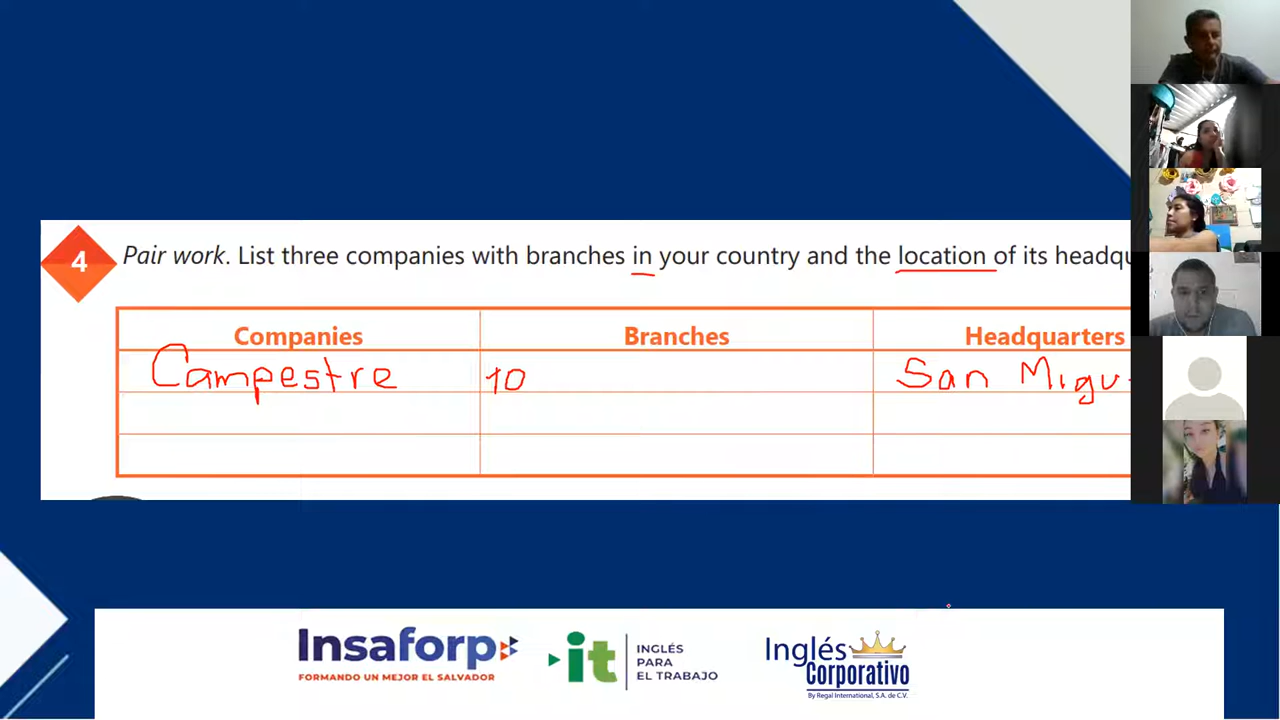 4 Pair work. List three companies with branches in your country and the location of its
Companies Branches Headquarters
Campestre 10 San
Insaforp
FORMANDO UN MEJOR EL SALVADOR
it INGLÉS
PARA
EL TRABAJO
Inglés
Corporativo
By Regal International, S.A. de C.V.